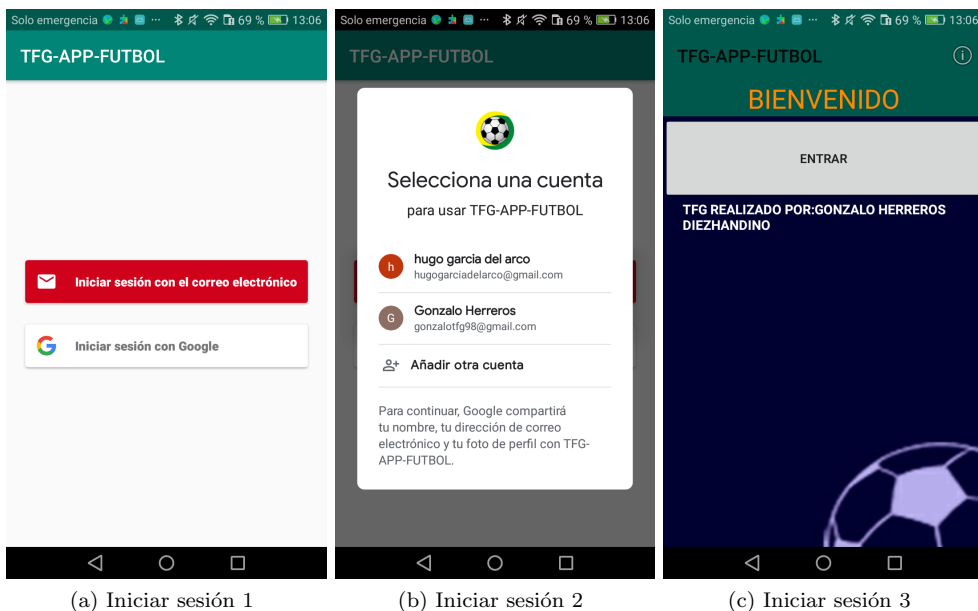 Solo emergencia 69 % 13:06
TFG-APP-FUTBOL
Iniciar sesión con el correo electrónico
Iniciar sesión con Google
(a) Iniciar sesión 1
Solo emergencia 69 % 13:06
TFG-APP-FUTBOL
Selecciona una cuenta
para usar TFG-APP-FUTBOL
h
hugo garcia del arco
hugogarciadelarco@gmail.com
G
Gonzalo Herreros
gonzalotfg98@gmail.com
Añadir otra cuenta
Para continuar, Google compartirá
tu nombre, tu dirección de correo
electrónico y tu foto de perfil con TFG-
APP-FUTBOL.
(b) Iniciar sesión 2
Solo emergencia 69 % 13:06
TFG-APP-FUTBOL
BIENVENIDO
ENTRAR
TFG REALIZADO POR:GONZALO HERREROS
DIEZHANDINO
(c) Iniciar sesión 3